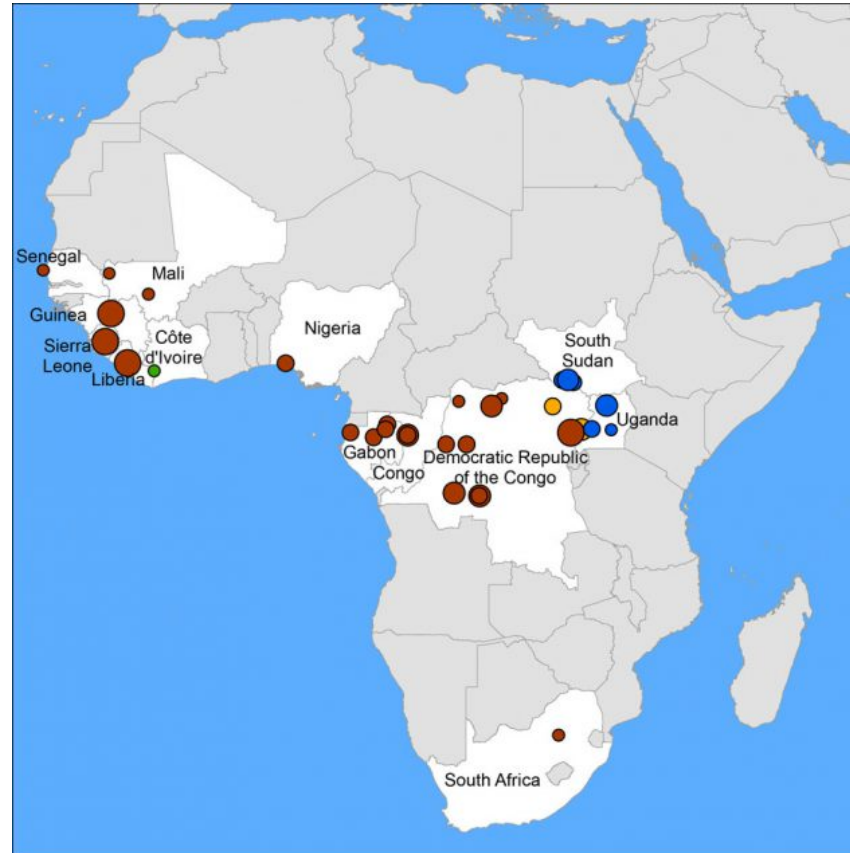 Senegal
Mali
Guinea
Côte
d'Ivoire
Sierra
Leone
Liberia
Nigeria
South
Sudan
Uganda
Gabon
Congo
Democratic Republic
of the Congo
South Africa